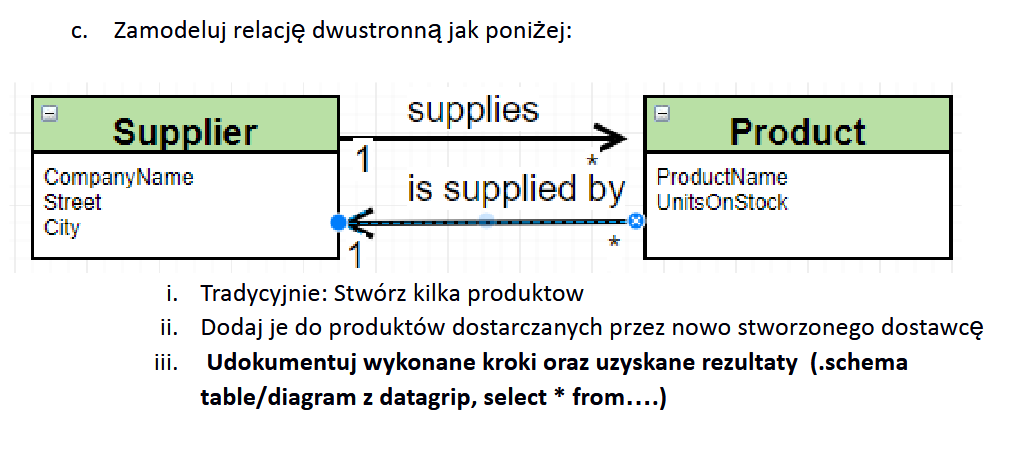 c. Zamodeluj relację dwustronną jak poniżej:
supplies
Supplier
Product
1
*
CompanyName
Street
City
is supplied by
ProductName
UnitsOnStock
1
*
i. Tradycyjnie: Stwórz kilka produktow
ii. Dodaj je do produktów dostarczanych przez nowo stworzonego dostawcę
iii. Udokumentuj wykonane kroki oraz uzyskane rezultaty (.schema
table/diagram z datagrip, select * from....)